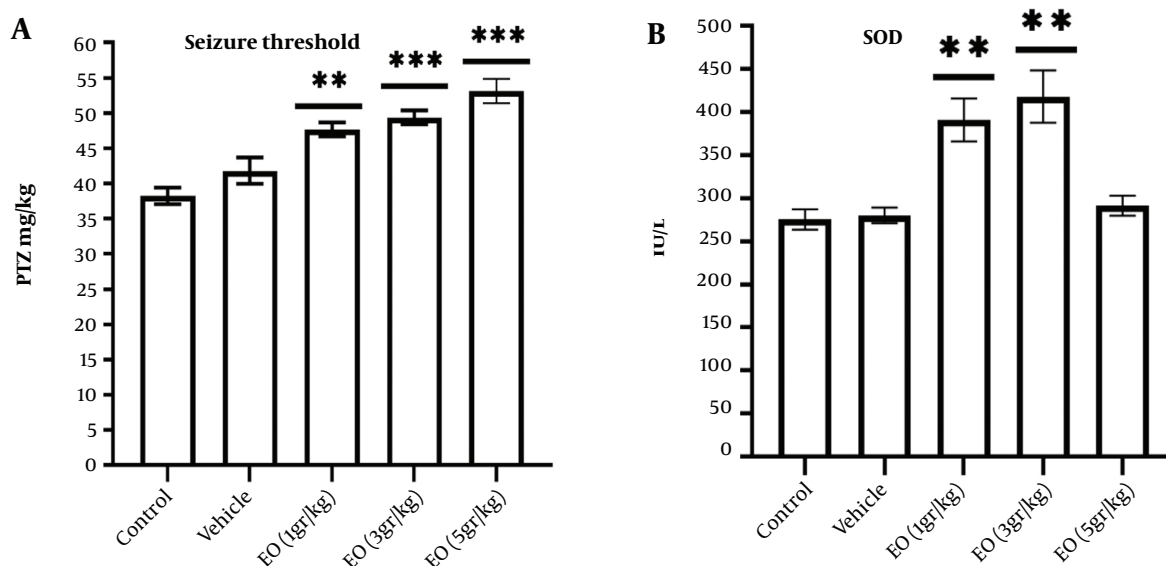 A
Seizure threshold
PTZ mg/kg
60
55
50
45
40
35
30
25
20
15
10
5
0
**
***
***
Control
Vehicle
EO (1gr/kg)
EO (3gr/kg)
EO (5gr/kg)
B
SOD
IU/L
500
450
400
350
300
250
200
150
100
50
0
**
**
Control
Vehicle
EO (1gr/kg)
EO (3gr/kg)
EO (5gr/kg)